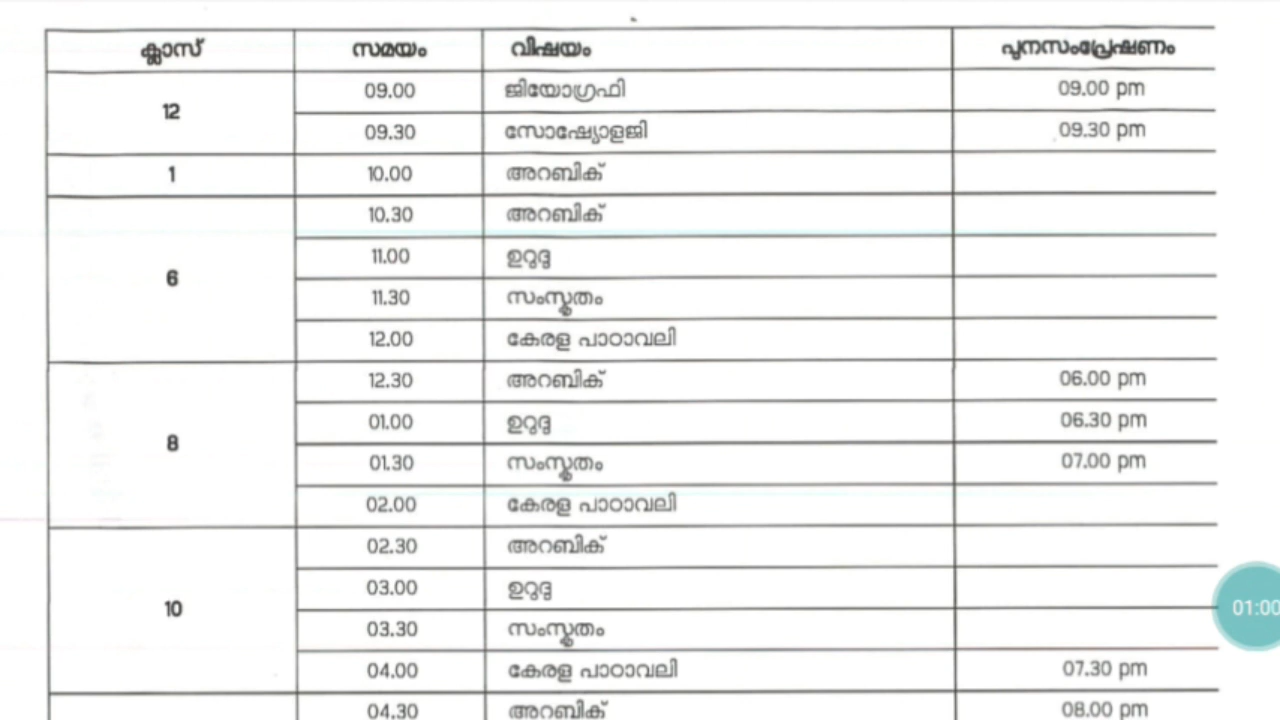 ക്ലാസ് സമയം വിഷയം പുനസംപ്രേഷണം
12 09.00 ജിയോഗ്രഫി 09.00 pm
09.30 സോഷ്യോളജി 09.30 pm
1 10.00 അറബിക്
6 10.30 അറബിക്
11.00 ഉറുദു
11.30 സംസ്കൃതം
12.00 കേരള പാഠാവലി
8 12.30 അറബിക് 06.00 pm
01.00 ഉറുദു 06.30 pm
01.30 സംസ്കൃതം 07.00 pm
02.00 കേരള പാഠാവലി
10 02.30 അറബിക്
03.00 ഉറുദു
01:00
03.30 സംസ്കൃതം
04.00 കേരള പാഠാവലി 07.30 pm
04.30 അറബിക് 08.00 pm